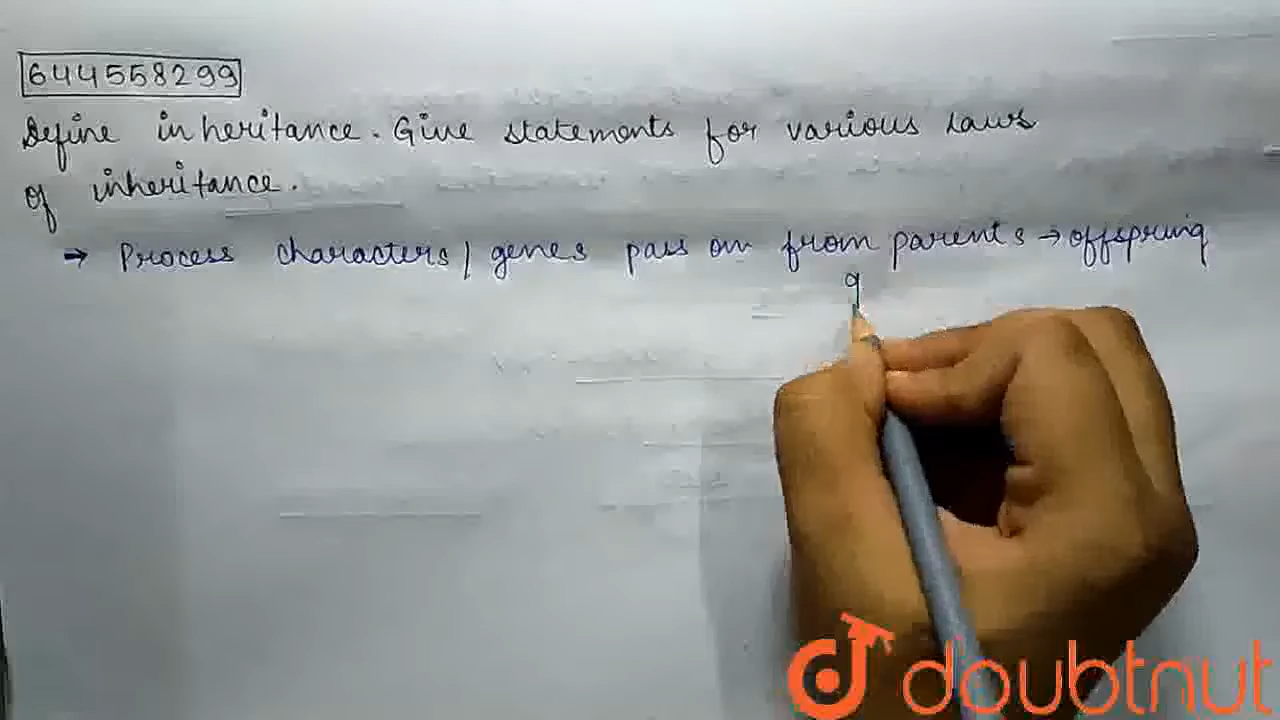 644558299
Define inheritance. Give statements for various laws
of inheritance.
→ Process characters/genes pass on from parents → offspring
q
doubtnut